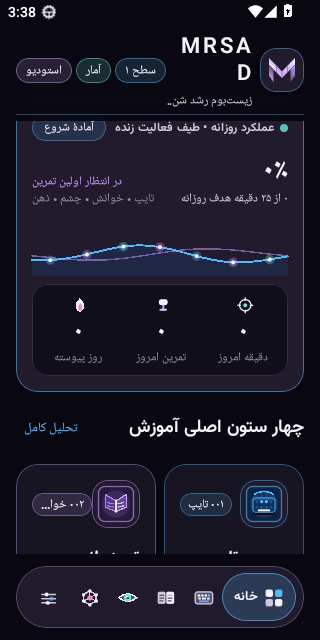 3:38
MRSAD
سطح ۱
آمار
استودیو
زیست‌بوم رشد شن...
عملکرد روزانه • طیف فعالیت زنده
آمادهٔ شروع
۰٪
در انتظار اولین تمرین
۰ از ۲۵ دقیقه هدف روزانه
تایپ • خوانش • چشم • ذهن
۰
۰
۰
دقیقه امروز
تمرین امروز
روز پیوسته
چهار ستون اصلی آموزش
تحلیل کامل
۰۰۱ تایپ
۰۰۲ خوا...
خانه